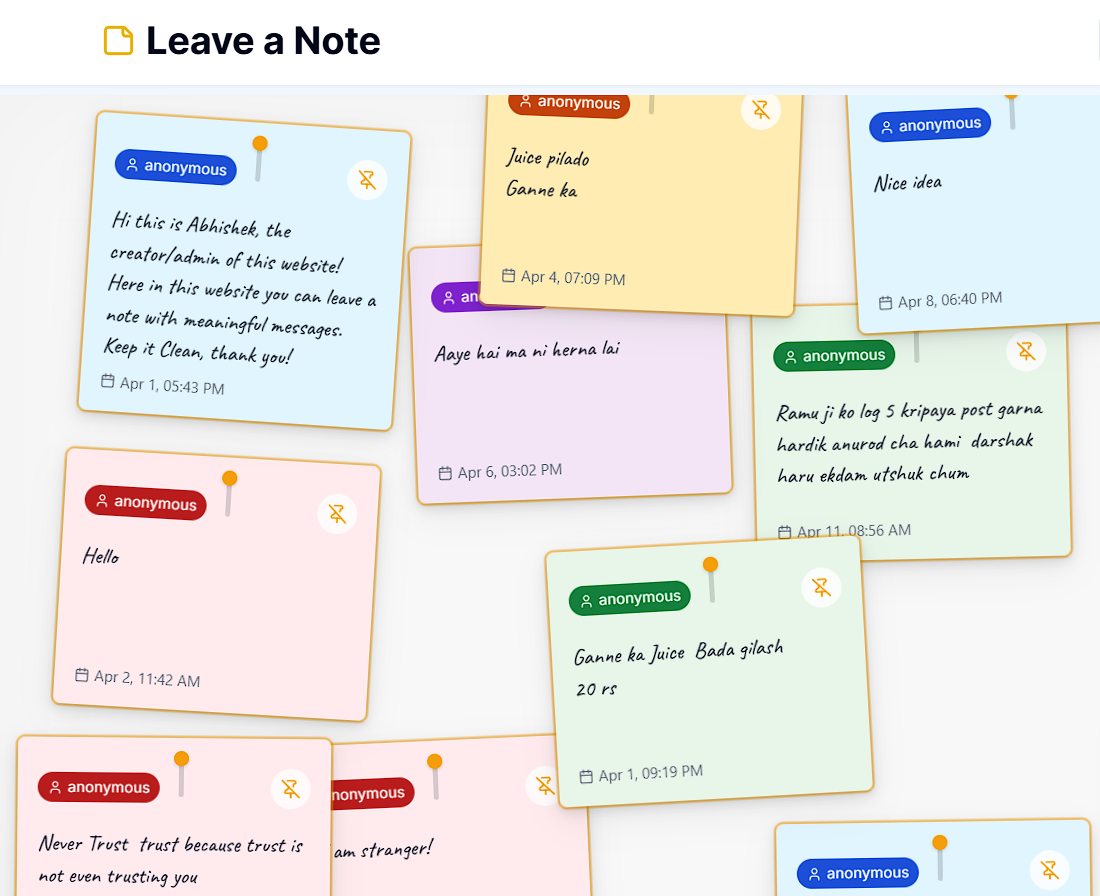 Leave a Note
anonymous
Hi this is Abhishek, the
creator/admin of this website!
Here in this website you can leave a
note with meaningful messages.
Keep it Clean, thank you!
Apr 1, 05:43 PM
anonymous
Juice pilado
Ganne ka
Apr 4, 07:09 PM
anonymous
Nice idea
Apr 8, 06:40 PM
Aaye hai ma ni herna lai
Apr 6, 03:02 PM
anonymous
Ramu ji ko log 5 kripaya post garna
hardik anurod cha hami darshak
haru ekdam utshuk chum
Apr 11, 08:56 AM
anonymous
Hello
Apr 2, 11:42 AM
anonymous
Ganne ka Juice Bada gilash
20 rs
Apr 1, 09:19 PM
anonymous
Never Trust trust because trust is
not even trusting you
nonymous
am stranger!
anonymous